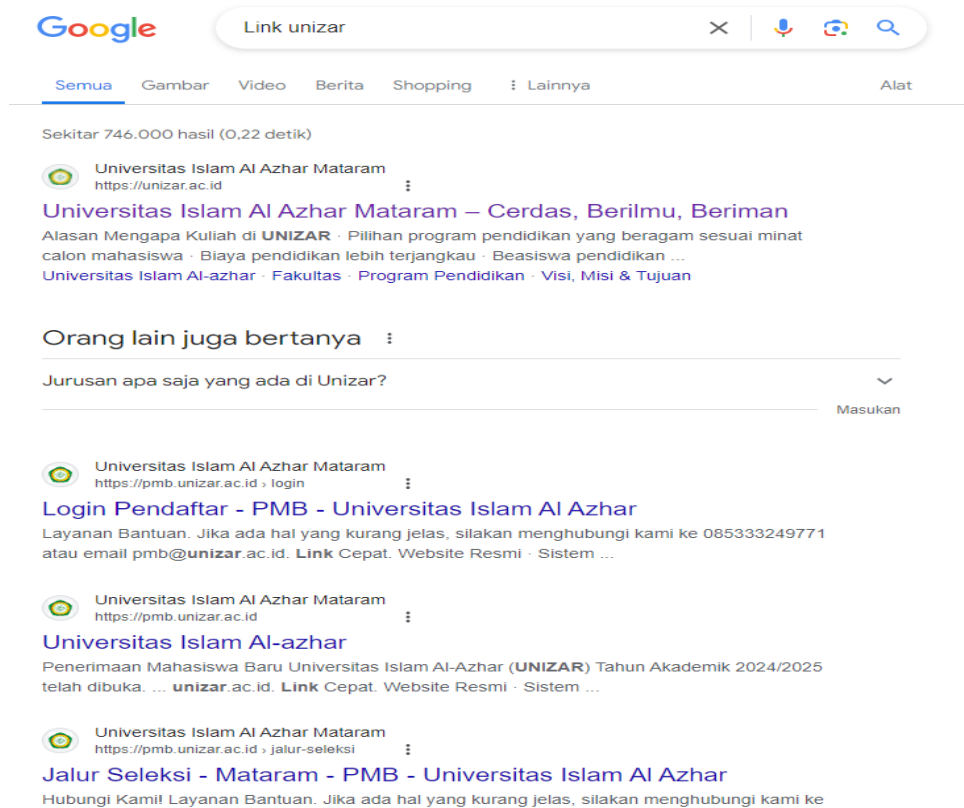 Google
Link unizar
Semua Gambar Video Berita Shopping Lainnya Alat
Sekitar 746.000 hasil (0,22 detik)
Universitas Islam Al Azhar Mataram
https://unizar.ac.id
Universitas Islam Al Azhar Mataram – Cerdas, Berilmu, Beriman
Alasan Mengapa Kuliah di UNIZAR · Pilihan program pendidikan yang beragam sesuai minat
calon mahasiswa · Biaya pendidikan lebih terjangkau · Beasiswa pendidikan ...
Universitas Islam Al-azhar · Fakultas · Program Pendidikan · Visi, Misi & Tujuan
Orang lain juga bertanya
Jurusan apa saja yang ada di Unizar?
Masukan
Universitas Islam Al Azhar Mataram
https://pmb.unizar.ac.id › login
Login Pendaftar - PMB - Universitas Islam Al Azhar
Layanan Bantuan. Jika ada hal yang kurang jelas, silakan menghubungi kami ke 085333249771
atau email pmb@unizar.ac.id. Link Cepat. Website Resmi · Sistem ...
Universitas Islam Al Azhar Mataram
https://pmb.unizar.ac.id
Universitas Islam Al-azhar
Penerimaan Mahasiswa Baru Universitas Islam Al-Azhar (UNIZAR) Tahun Akademik 2024/2025
telah dibuka. ... unizar.ac.id. Link Cepat. Website Resmi · Sistem ...
Universitas Islam Al Azhar Mataram
https://pmb.unizar.ac.id › jalur-seleksi
Jalur Seleksi - Mataram - PMB - Universitas Islam Al Azhar
Hubungi Kami! Layanan Bantuan. Jika ada hal yang kurang jelas, silakan menghubungi kami ke